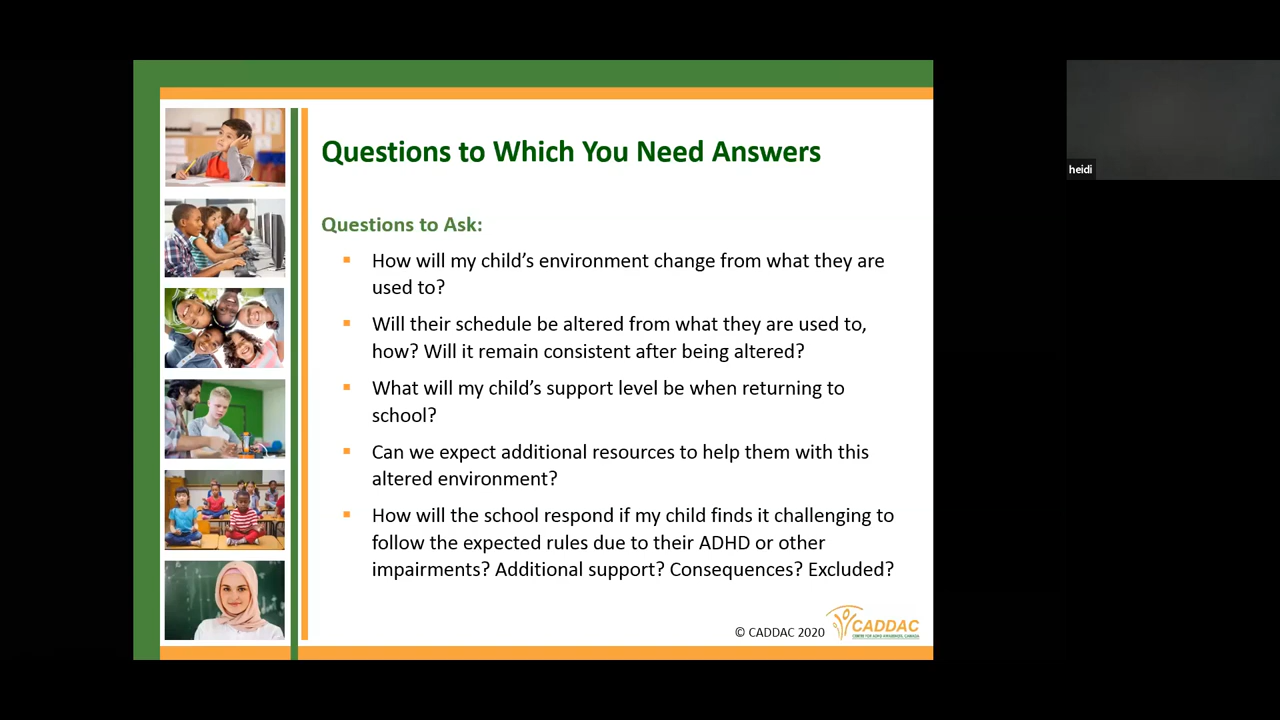 Questions to Which You Need Answers
Questions to Ask:
How will my child's environment change from what they are
used to?
Will their schedule be altered from what they are used to,
how? Will it remain consistent after being altered?
What will my child's support level be when returning to
school?
Can we expect additional resources to help them with this
altered environment?
How will the school respond if my child finds it challenging to
follow the expected rules due to their ADHD or other
impairments? Additional support? Consequences? Excluded?
© CADDAC 2020
CADDAC
CENTRE FOR ADHD AWARENESS, CANADA
heidi